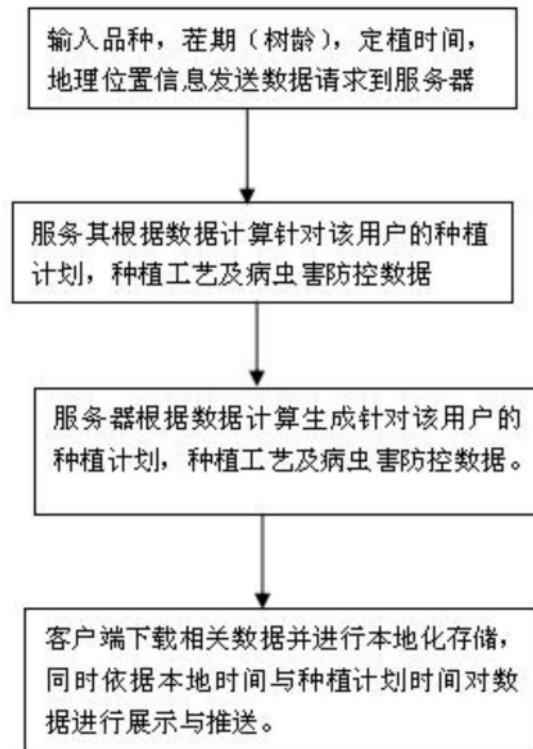 输入品种，茬期（树龄），定植时间，
地理位置信息发送数据请求到服务器
服务其根据数据计算针对该用户的种植
计划，种植工艺及病虫害防控数据
服务器根据数据计算生成针对该用户的
种植计划，种植工艺及病虫害防控数据。
客户端下载相关数据并进行本地化存储，
同时依据本地时间与种植计划时间对数
据进行展示与推送。